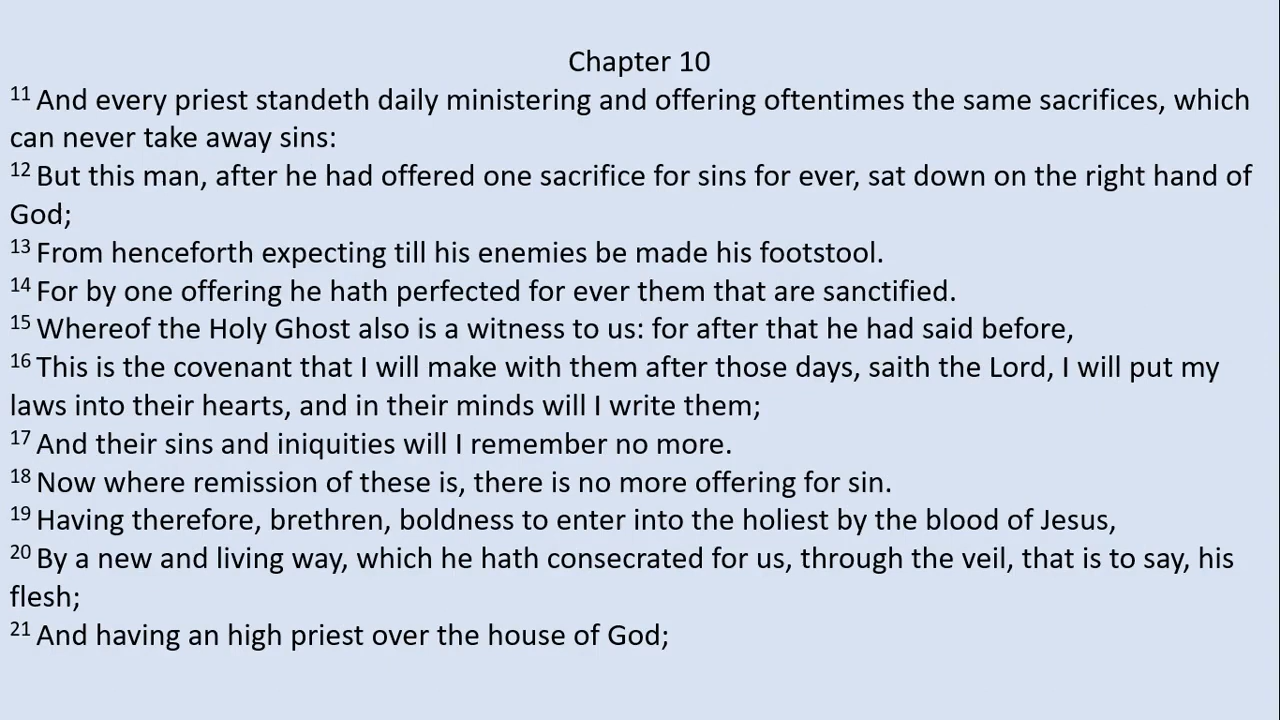 Chapter 10
11 And every priest standeth daily ministering and offering oftentimes the same sacrifices, which
can never take away sins:
12 But this man, after he had offered one sacrifice for sins for ever, sat down on the right hand of
God;
13 From henceforth expecting till his enemies be made his footstool.
14 For by one offering he hath perfected for ever them that are sanctified.
15 Whereof the Holy Ghost also is a witness to us: for after that he had said before,
16 This is the covenant that I will make with them after those days, saith the Lord, I will put my
laws into their hearts, and in their minds will I write them;
17 And their sins and iniquities will I remember no more.
18 Now where remission of these is, there is no more offering for sin.
19 Having therefore, brethren, boldness to enter into the holiest by the blood of Jesus,
20 By a new and living way, which he hath consecrated for us, through the veil, that is to say, his
flesh;
21 And having an high priest over the house of God;